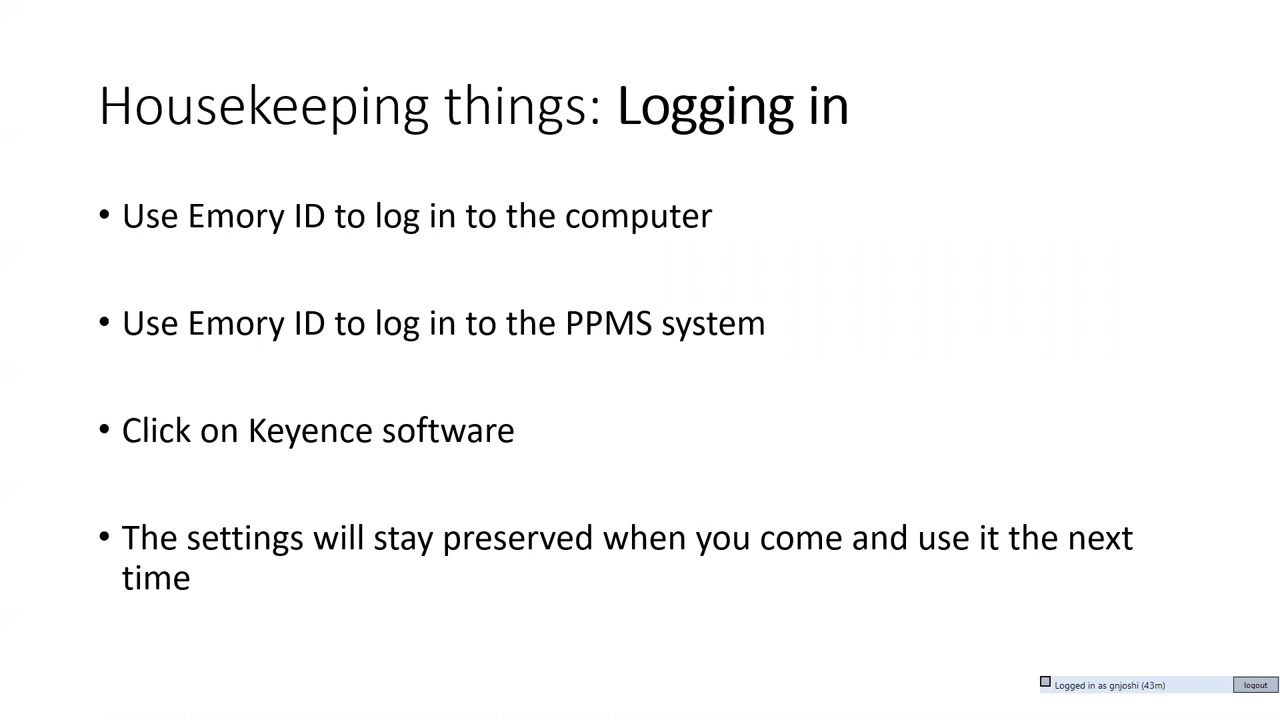 Housekeeping things: Logging in
• Use Emory ID to log in to the computer
• Use Emory ID to log in to the PPMS system
• Click on Keyence software
• The settings will stay preserved when you come and use it the next
time
Logged in as gnjoshi (43m)
logout